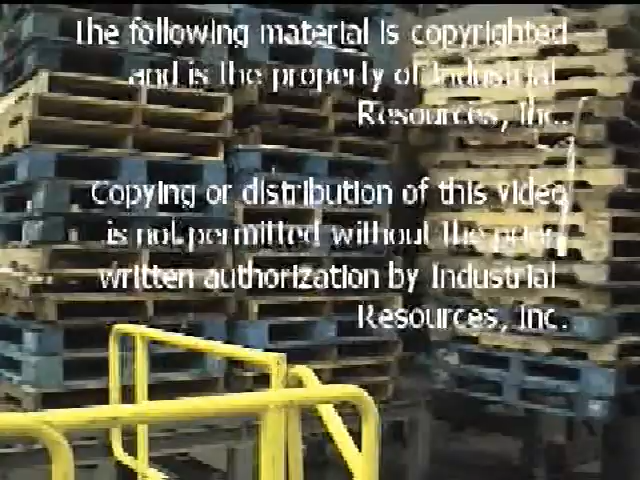 The following material is copyrighted
and is the property of Industrial
Resources, Inc.
Copying or distribution of this video
is not permitted without the prior
written authorization by Industrial
Resources, Inc.